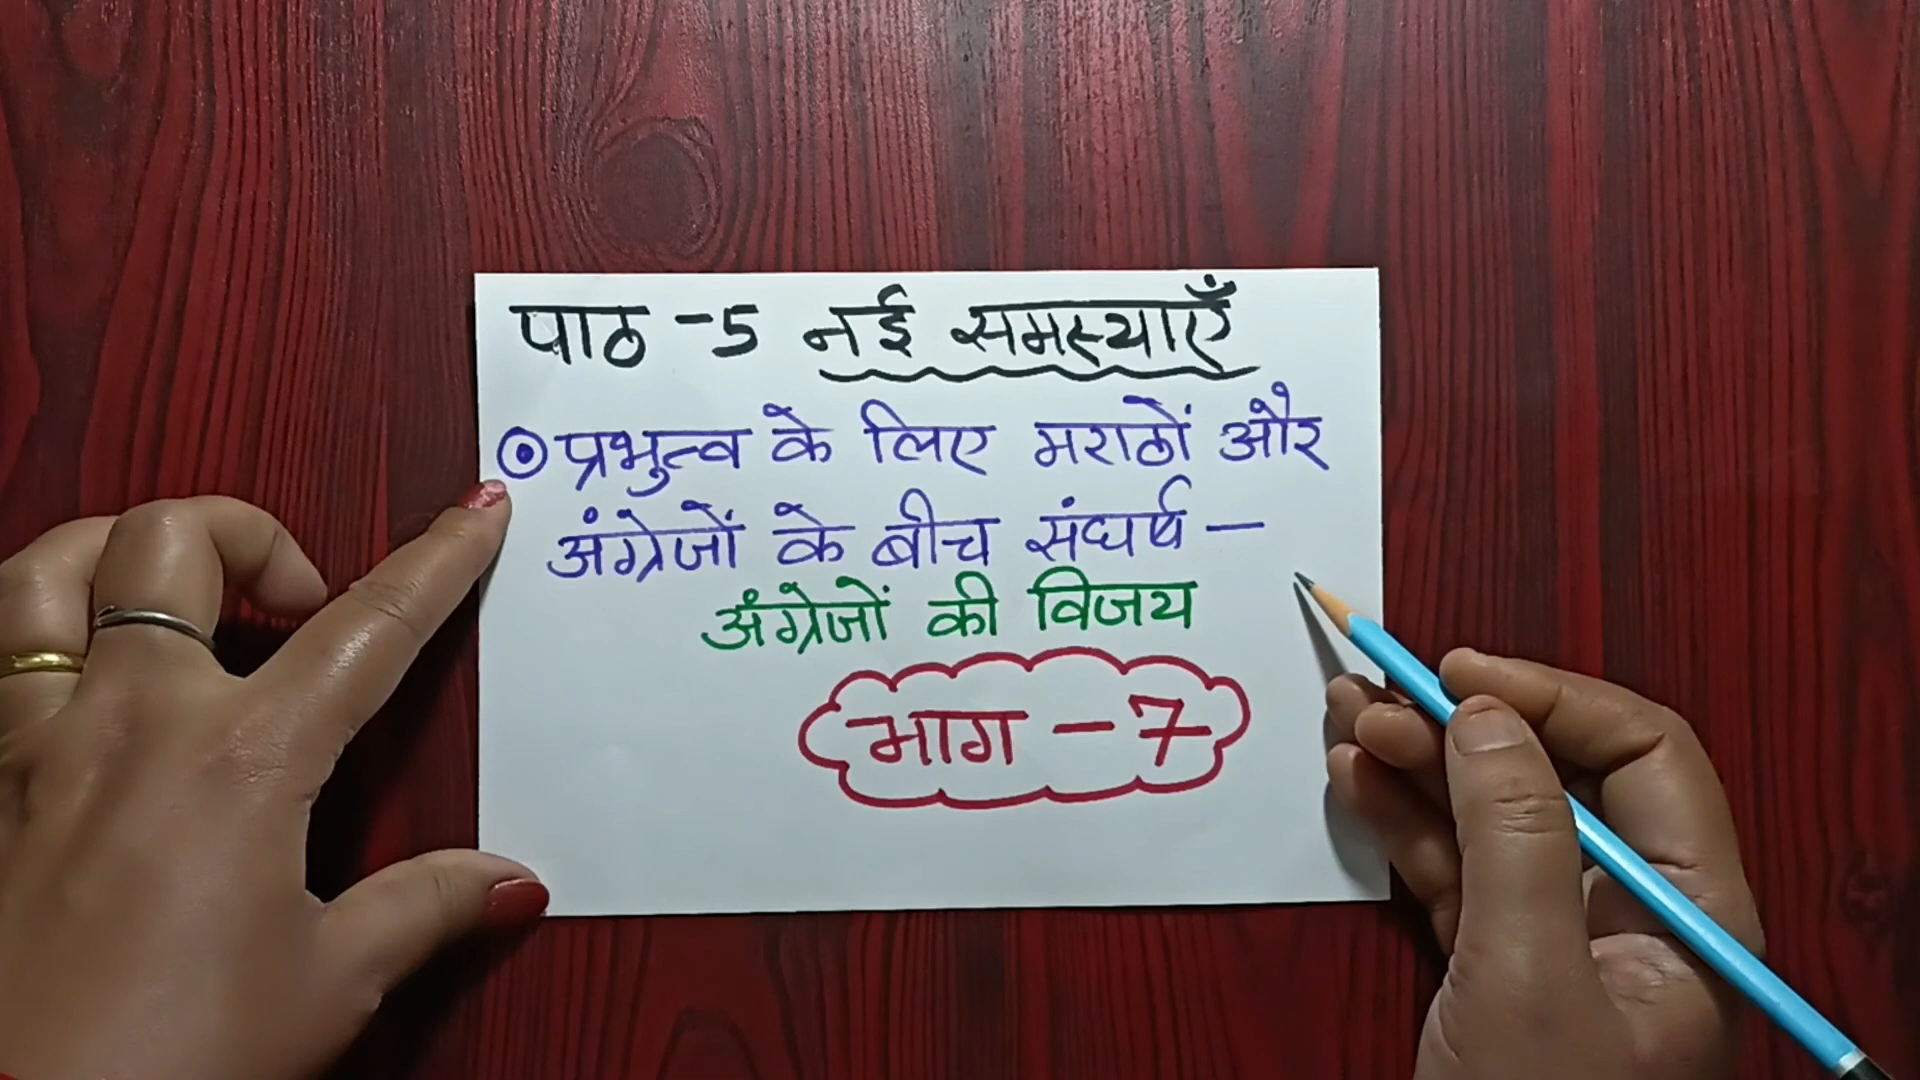 पाठ -5 नई समस्याएँ
प्रभुत्व के लिए मराठों और
अंग्रेजों के बीच संघर्ष -
अंग्रेजों की विजय
भाग - 7